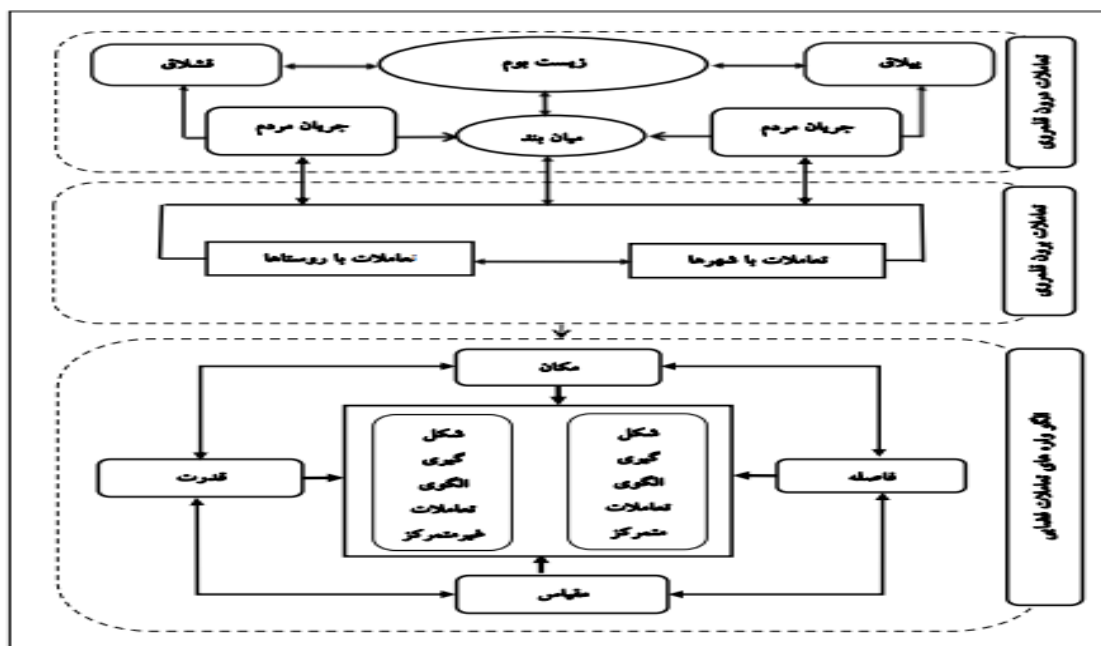 تعاملات درون قلمروی
ییلاق
زیست بوم
قشلاق
جریان مردم
میان بند
جریان مردم
تعاملات برون قلمروی
تعاملات با شهرها
تعاملات با روستاها
الگو واره های تعاملات فضایی
مکان
فاصله
قدرت
شکل
گیری
الگوی
تعاملات
متمرکز
شکل
گیری
الگوی
تعاملات
غیرمتمرکز
مقیاس